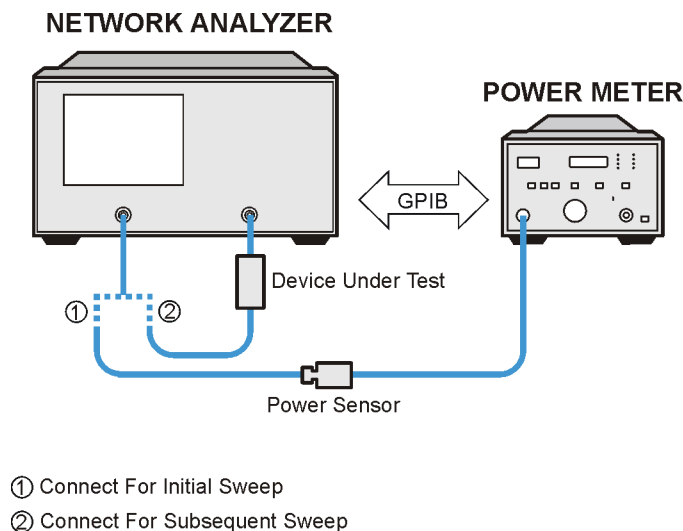 NETWORK ANALYZER
POWER METER
GPIB
Device Under Test
① ②
Power Sensor
① Connect For Initial Sweep
② Connect For Subsequent Sweep